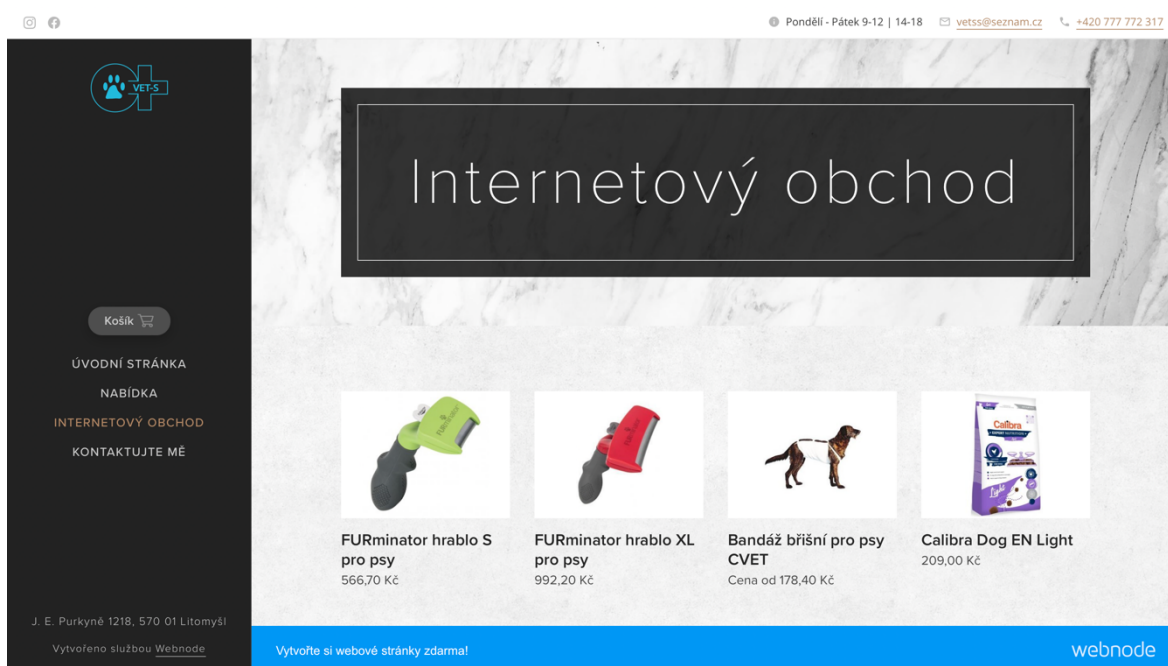 Pondělí - Pátek 9-12 | 14-18
vetss@seznam.cz
+420 777 772 317
VET-S
Košík
ÚVODNÍ STRÁNKA
NABÍDKA
INTERNETOVÝ OBCHOD
KONTAKTUJTE MĚ
J. E. Purkyně 1218, 570 01 Litomyšl
Vytvořeno službou Webnode
Internetový obchod
FURminator
FURminator hrablo S
pro psy
566,70 Kč
FURminator
FURminator hrablo XL
pro psy
992,20 Kč
Bandáž břišní pro psy
CVET
Cena od 178,40 Kč
Calibra
Light
Calibra Dog EN Light
209,00 Kč
Vytvořte si webové stránky zdarma!
webnode